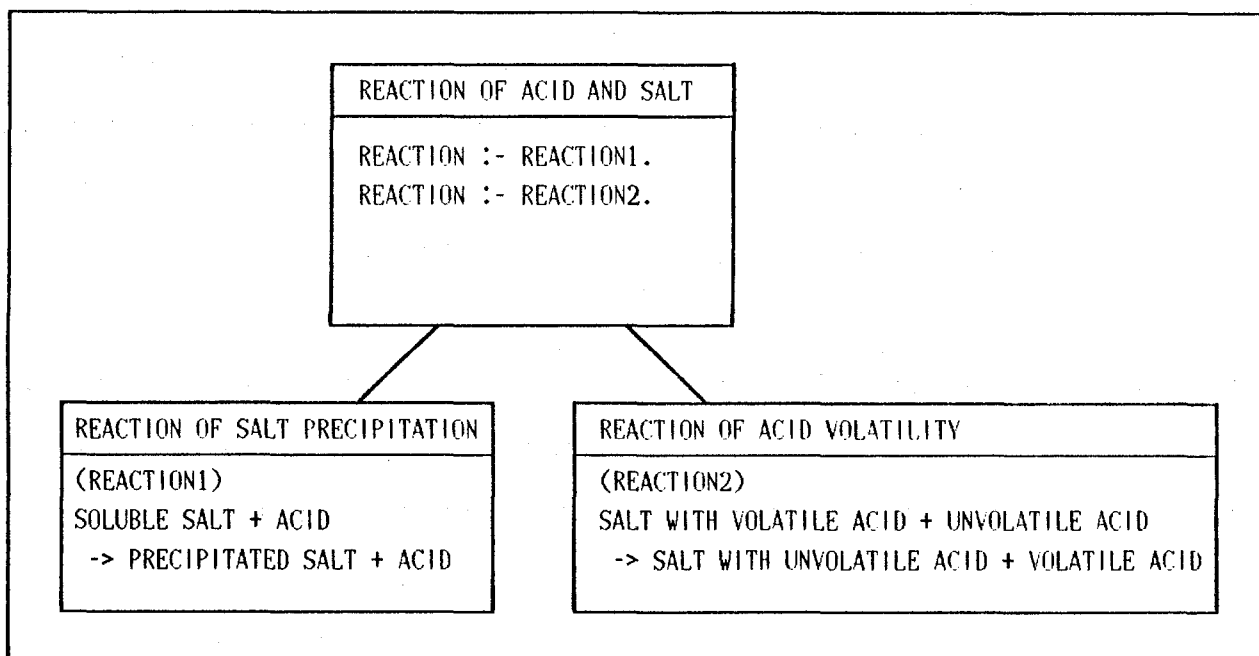 REACTION OF ACID AND SALT
REACTION :- REACTION1.
REACTION :- REACTION2.
REACTION OF SALT PRECIPITATION
(REACTION1)
SOLUBLE SALT + ACID
-> PRECIPITATED SALT + ACID
REACTION OF ACID VOLATILITY
(REACTION2)
SALT WITH VOLATILE ACID + UNVOLATILE ACID
-> SALT WITH UNVOLATILE ACID + VOLATILE ACID